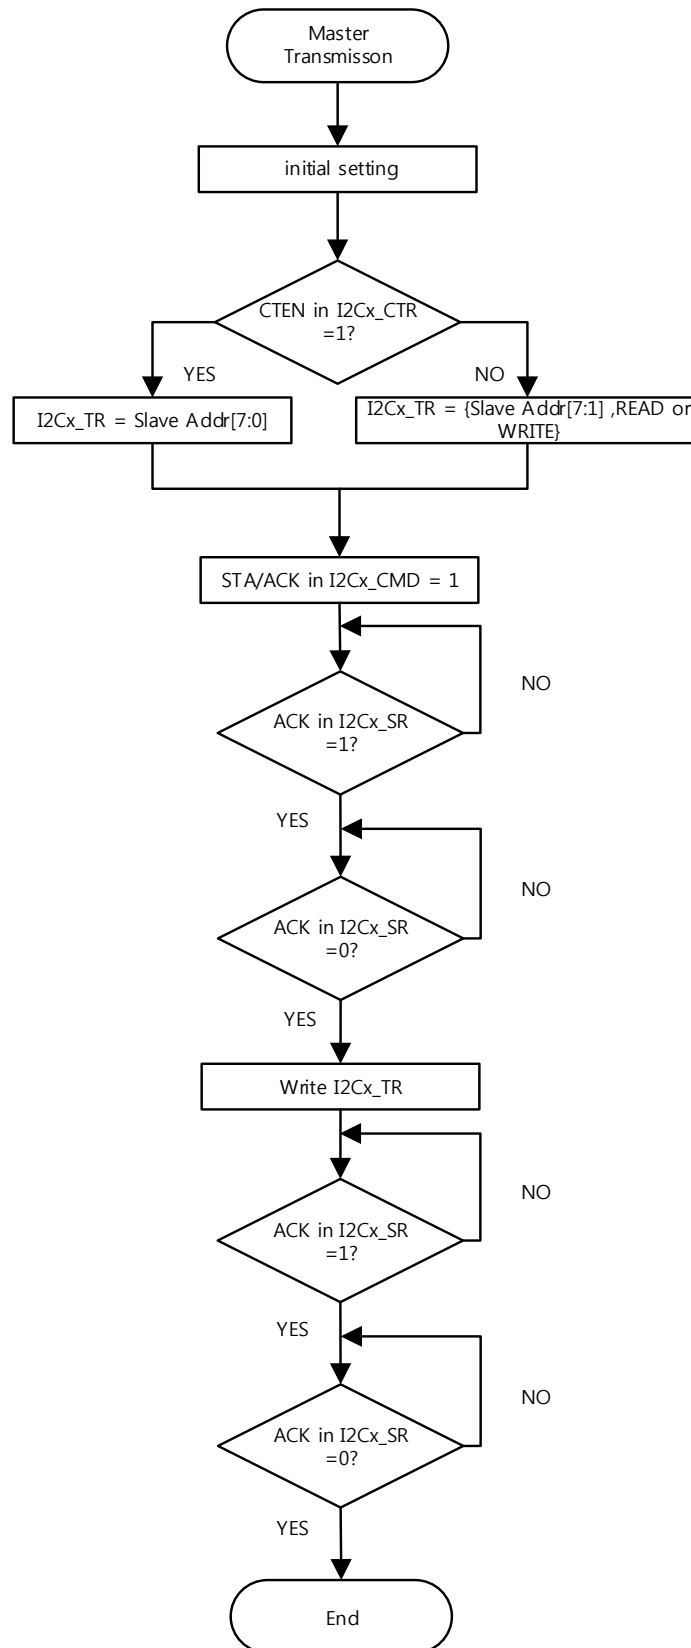 Master
Transmisson
initial setting
CTEN in I2Cx_CTR
=1?
YES
NO
I2Cx_TR = Slave Addr[7:0]
I2Cx_TR = {Slave Addr[7:1] ,READ or
WRITE}
STA/ACK in I2Cx_CMD = 1
NO
ACK in I2Cx_SR
=1?
YES
NO
ACK in I2Cx_SR
=0?
YES
Write I2Cx_TR
NO
ACK in I2Cx_SR
=1?
YES
NO
ACK in I2Cx_SR
=0?
YES
End